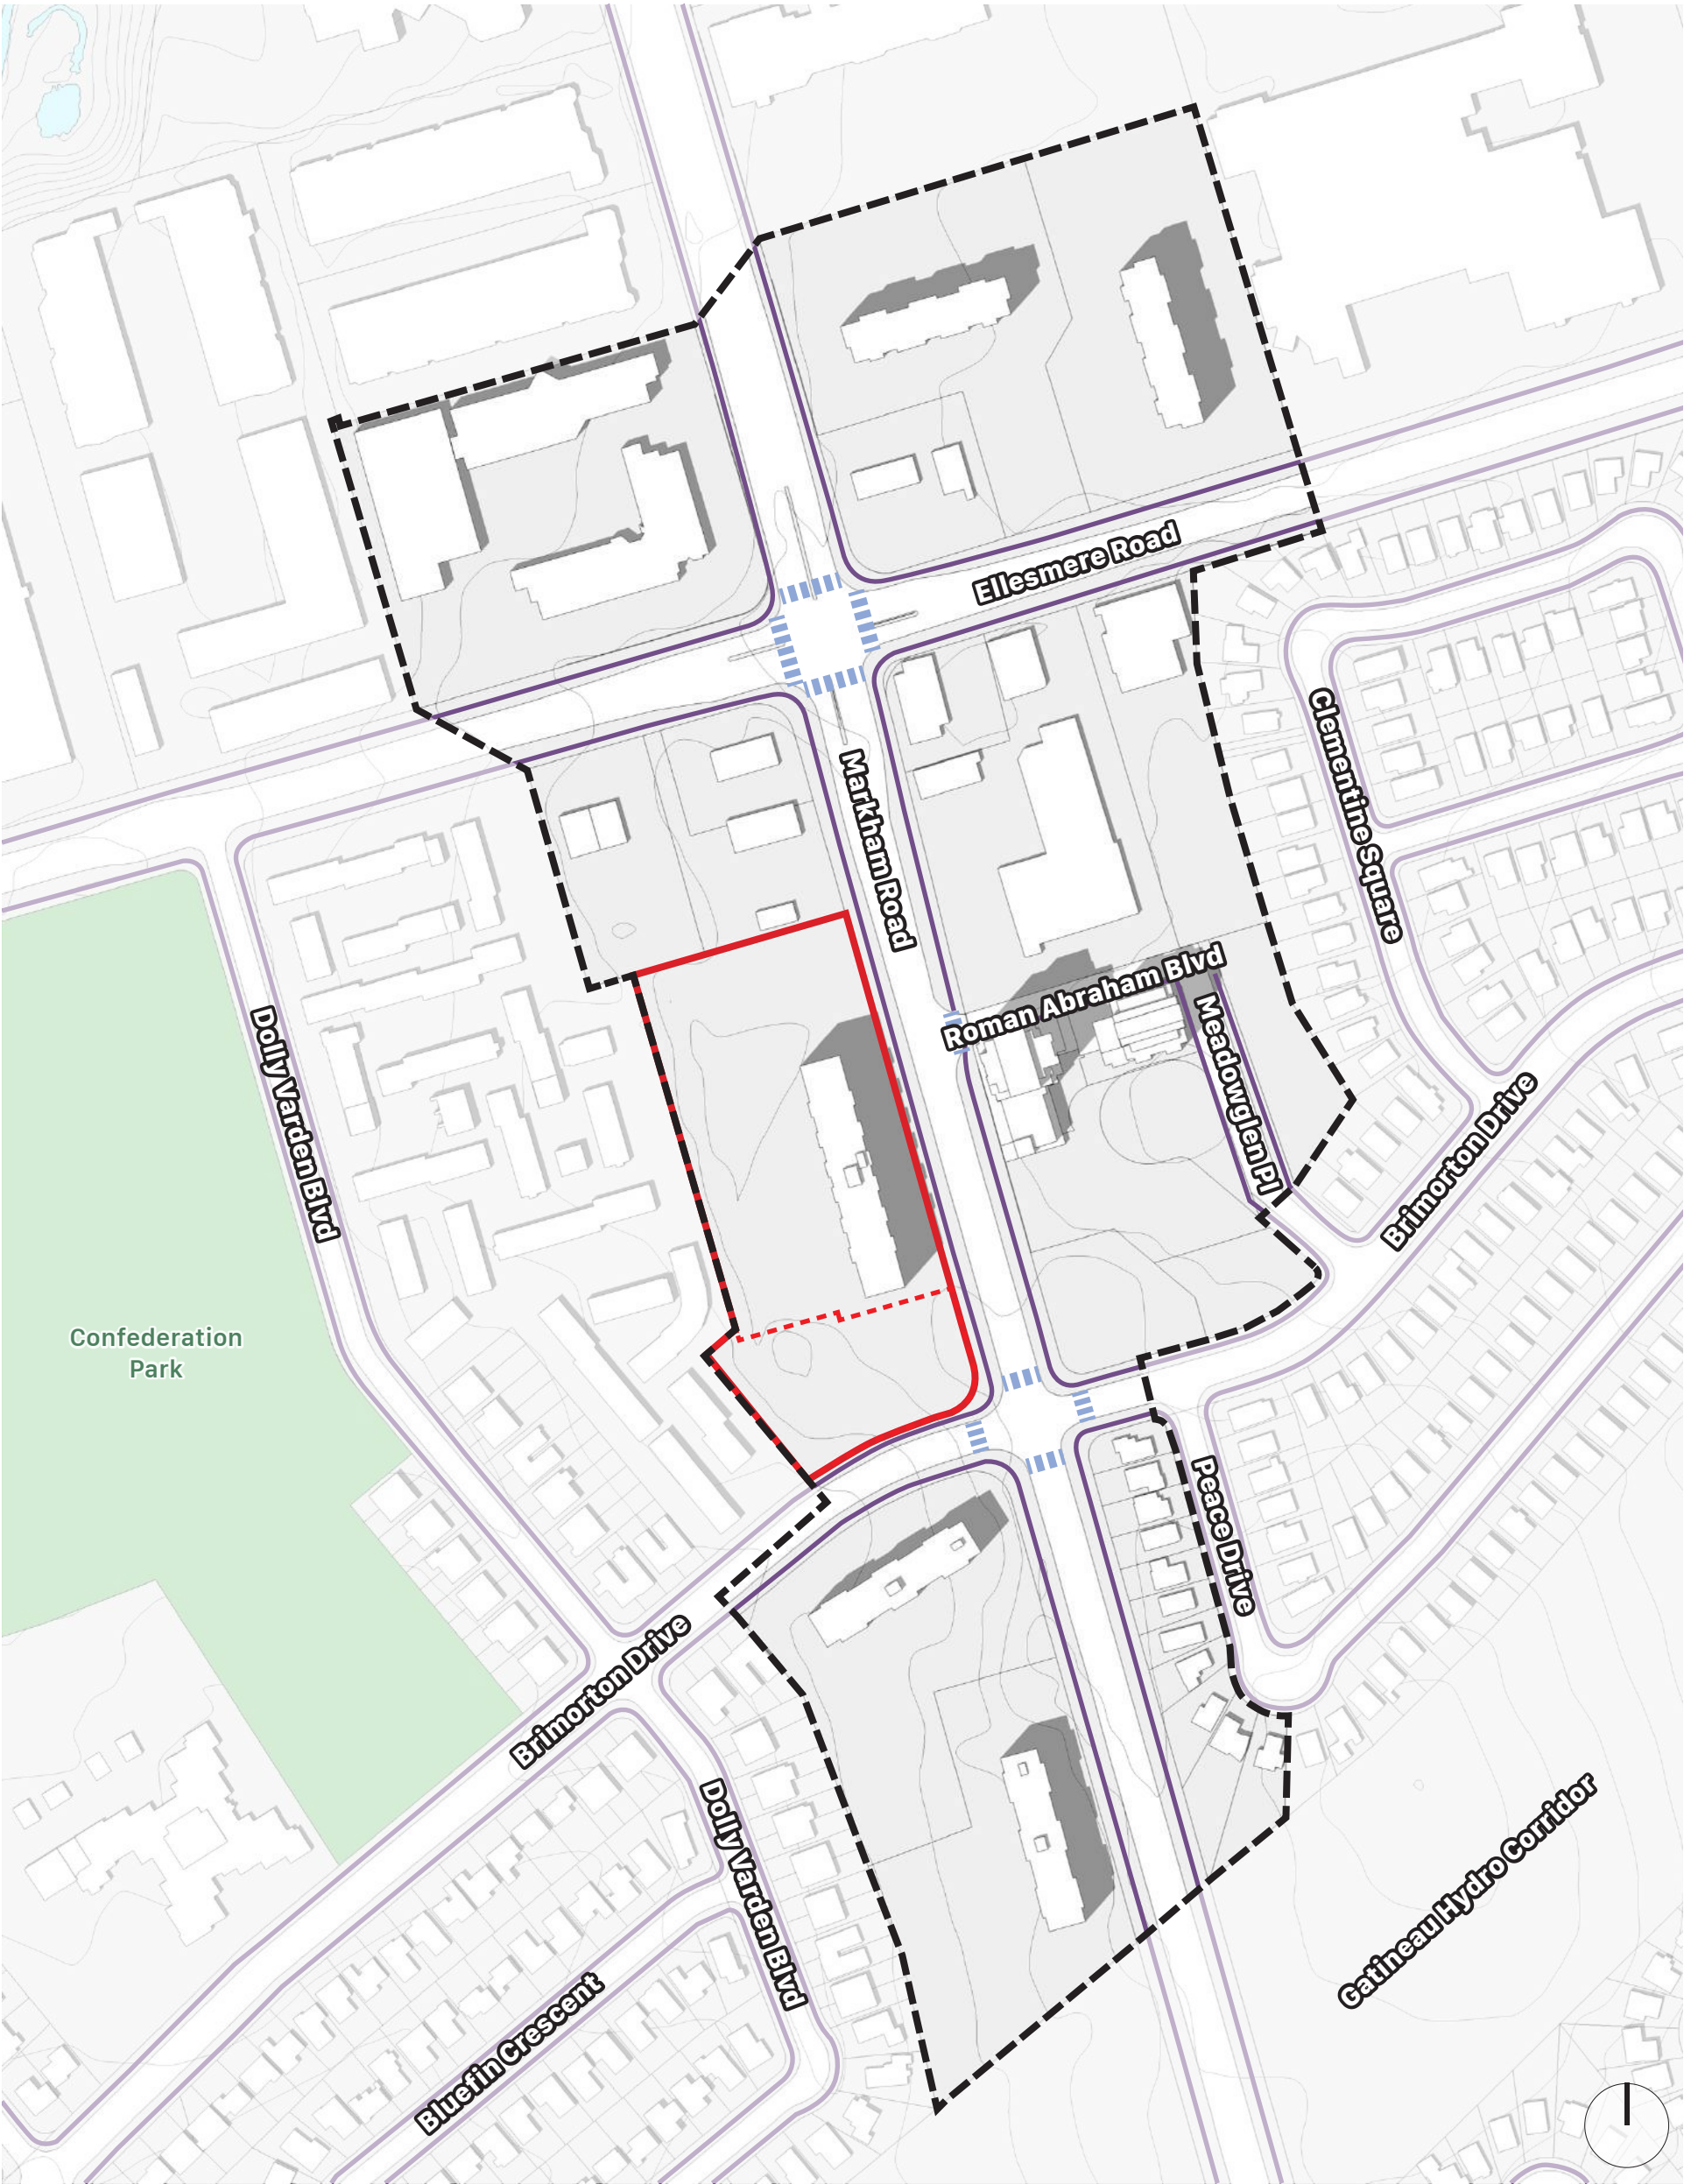 Ellesmere Road
Markham Road
Clementine Square
Roman Abraham Blvd
Meadowglen Pl
Dolly Varden Blvd
Brimorton Drive
Confederation
Park
Peace Drive
Brimorton Drive
Dolly Varden Blvd
Gatineau Hydro Corridor
Bluefin Crescent